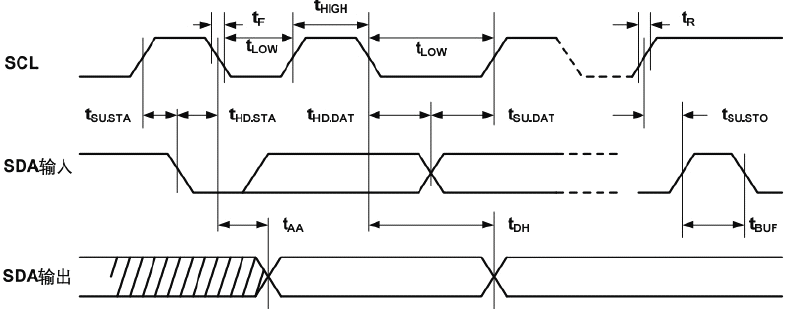 tF
tHIGH
tR
SCL
tLOW
tLOW
tSU.STA
tHD.STA
tHD.DAT
tSU.DAT
tSU.STO
SDA输入
tAA
tDH
tBUF
SDA输出